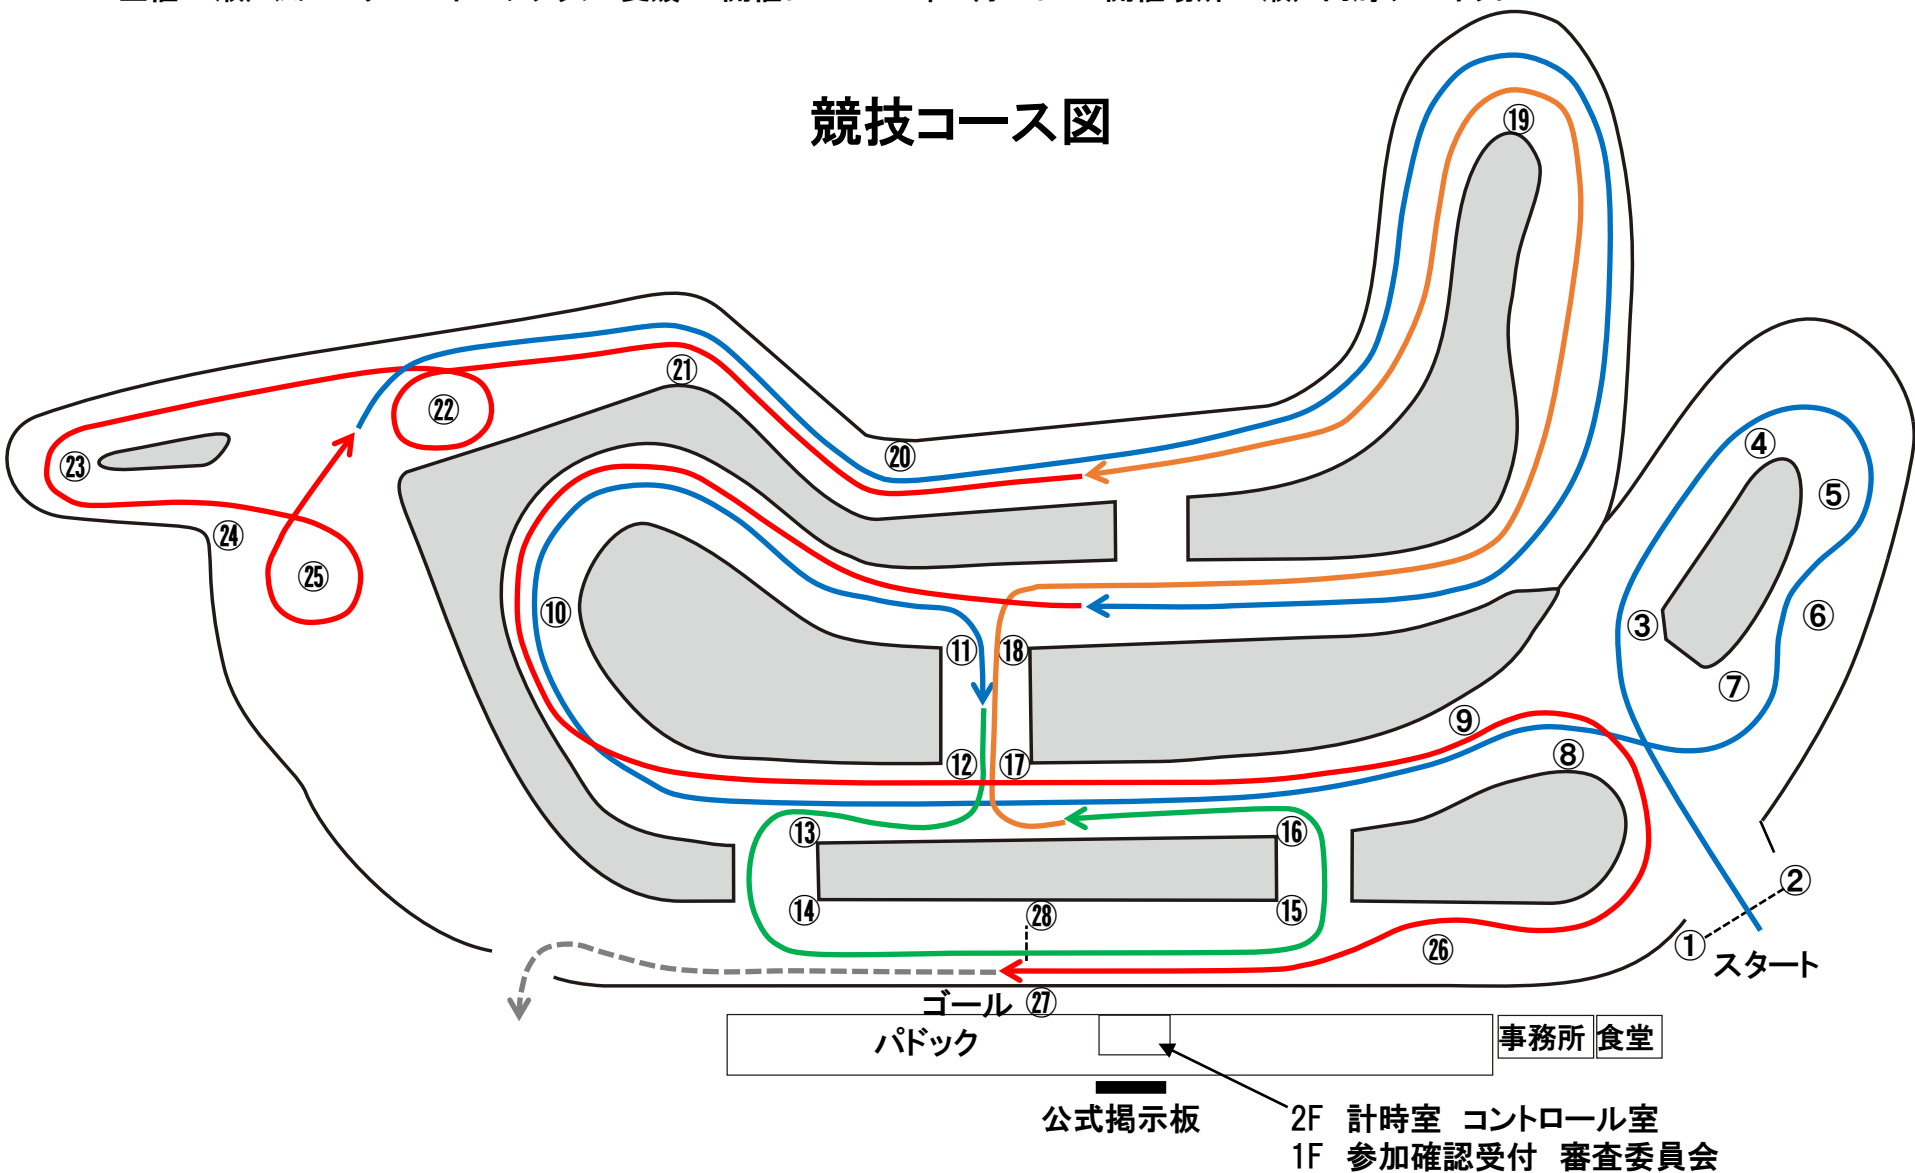 競技コース図
⑲
㉑
㉒
④
⑳
㉓
⑤
㉔
㉕
⑩
⑥
③
⑪ ⑱
⑦
⑨
⑧
⑫ ⑰
⑬
⑯
②
⑭
㉘
⑮
㉖
①
スタート
ゴール ㉗
パドック
事務所
食堂
公式掲示板
2F 計時室 コントロール室
1F 参加確認受付 審査委員会